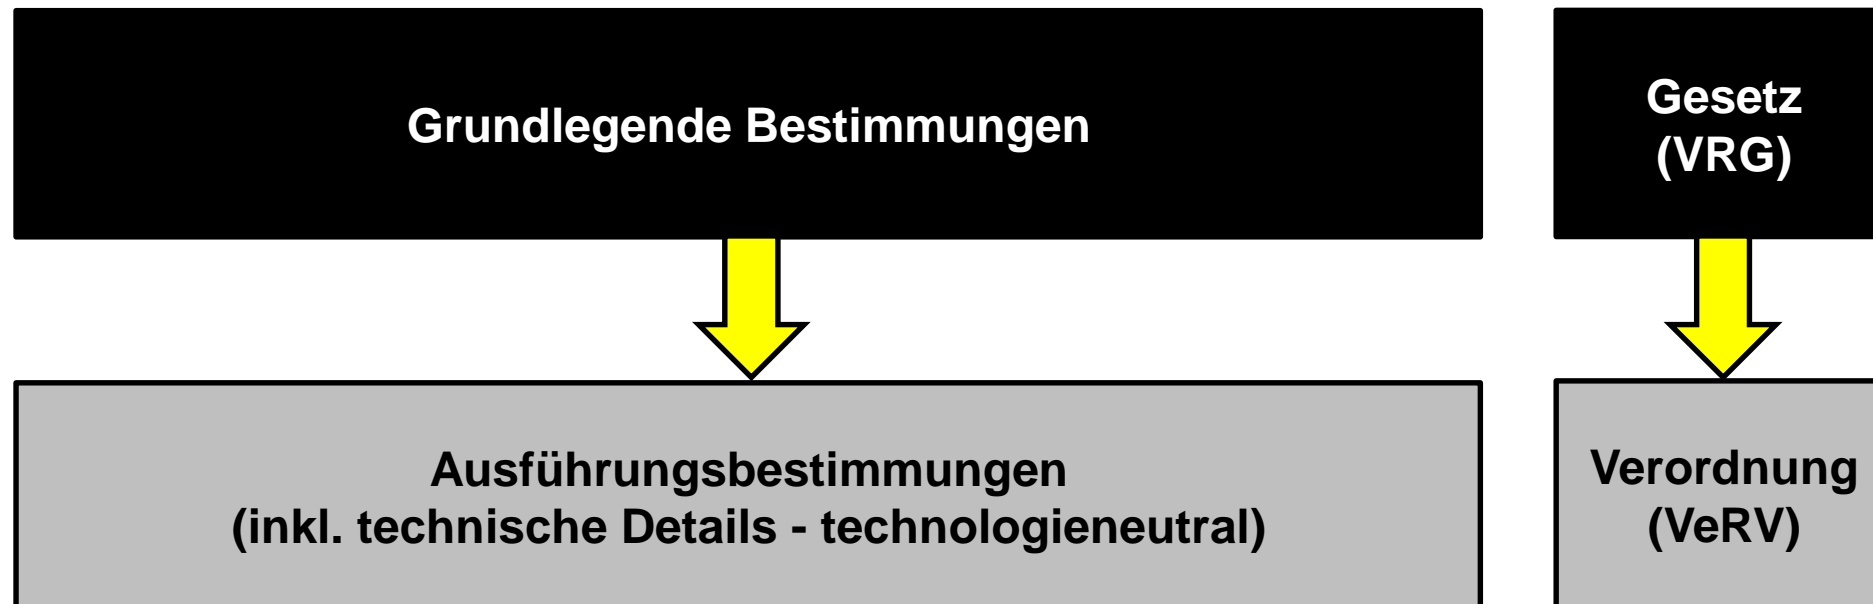 Grundlegende Bestimmungen
Gesetz
(VRG)
Ausführungsbestimmungen
(inkl. technische Details - technologieneutral)
Verordnung
(VeRV)